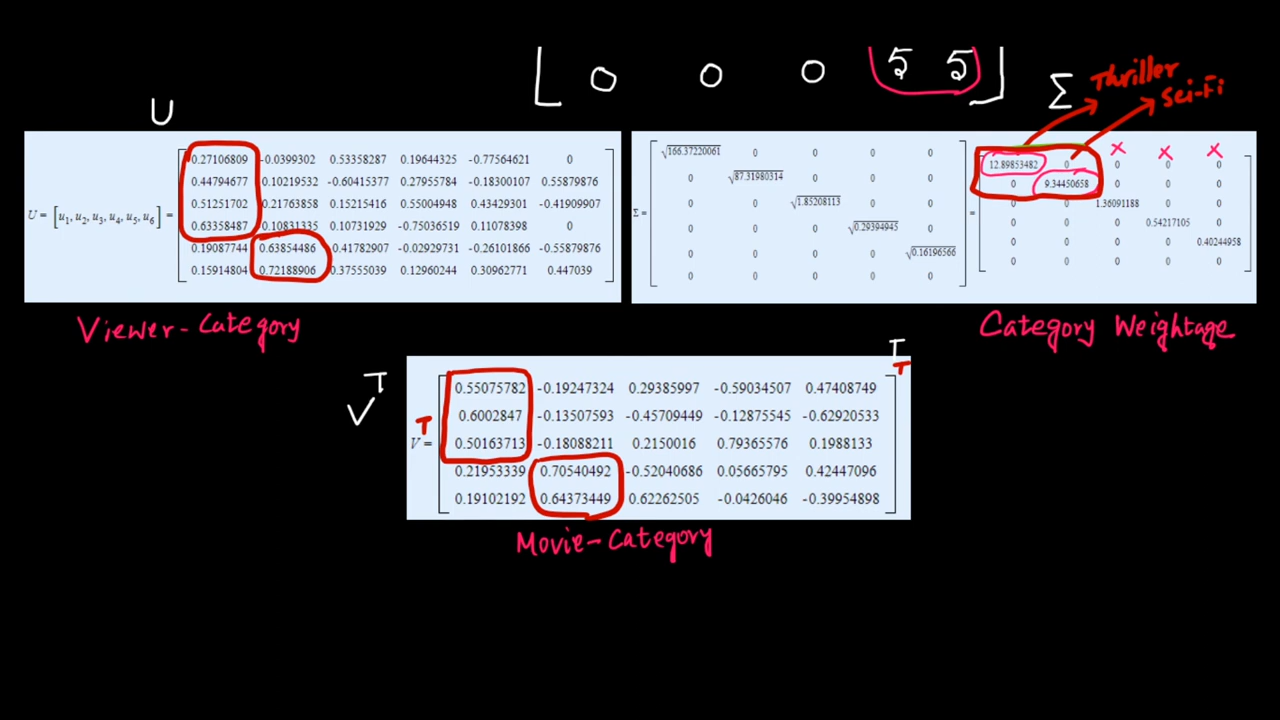 [ 0 0 0 5 5 ]
Σ Thriller
Sci-Fi
U
U = [u₁, u₂, u₃, u₄, u₅, u₆] =
0.27106809 -0.0399302 0.53358287 0.19644325 -0.77564621 0
0.44794677 0.10219532 -0.60415377 0.27955784 -0.18300107 0.55879876
0.51251702 0.21763858 0.15215416 0.55004948 0.43429301 -0.41909907
0.63358487 0.10831335 0.10731929 -0.75036519 0.11078398 0
0.19087744 0.63854486 -0.41782907 -0.02929731 -0.26101866 -0.55879876
0.15914804 0.72188906 0.37555039 0.12960244 0.30962771 0.447039
Viewer-Category
Σ =
√166.37220061 0 0 0 0
0 √87.31980314 0 0 0
0 0 √1.85208113 0 0
0 0 0 √0.29394945 0
0 0 0 0 √0.16196566
0 0 0 0 0
=
x x x
12.89853482 0 0 0 0
0 9.34450658 0 0 0
0 0 1.36091188 0 0
0 0 0 0.54217105 0
0 0 0 0 0.40244958
0 0 0 0 0
Category Weightage
V T
V T =
0.55075782 -0.19247324 0.29385997 -0.59034507 0.47408749
0.6002847 -0.13507593 -0.45709449 -0.12875545 -0.62920533
0.50163713 -0.18088211 0.2150016 0.79365576 0.1988133
0.21953339 0.70540492 -0.52040686 0.05665795 0.42447096
0.19102192 0.64373449 0.62262505 -0.0426046 -0.39954898
T
T
Movie-Category